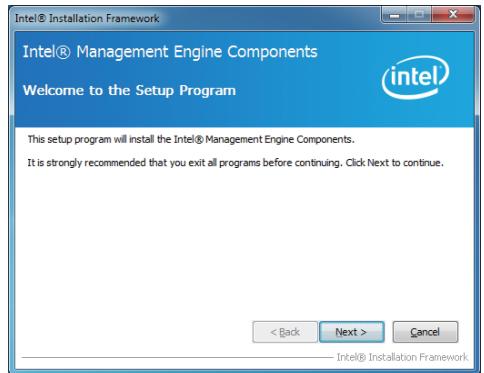 Intel® Installation Framework
Intel® Management Engine Components
Welcome to the Setup Program
intel
This setup program will install the Intel® Management Engine Components.
It is strongly recommended that you exit all programs before continuing. Click Next to continue.
< Back Next > Cancel
Intel® Installation Framework